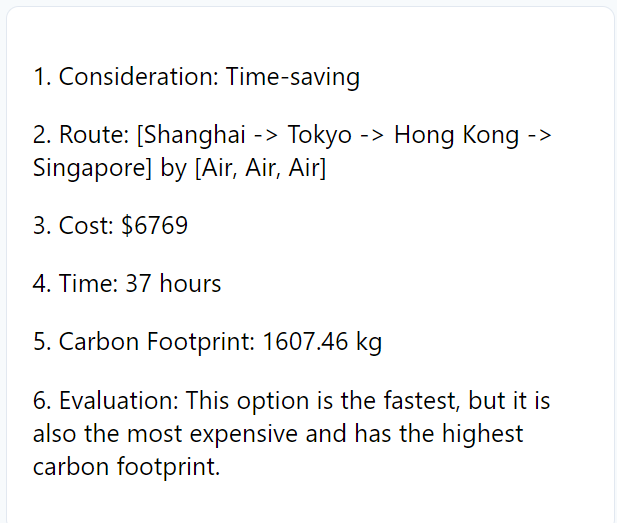 1. Consideration: Time-saving
2. Route: [Shanghai -> Tokyo -> Hong Kong ->
Singapore] by [Air, Air, Air]
3. Cost: $6769
4. Time: 37 hours
5. Carbon Footprint: 1607.46 kg
6. Evaluation: This option is the fastest, but it is
also the most expensive and has the highest
carbon footprint.